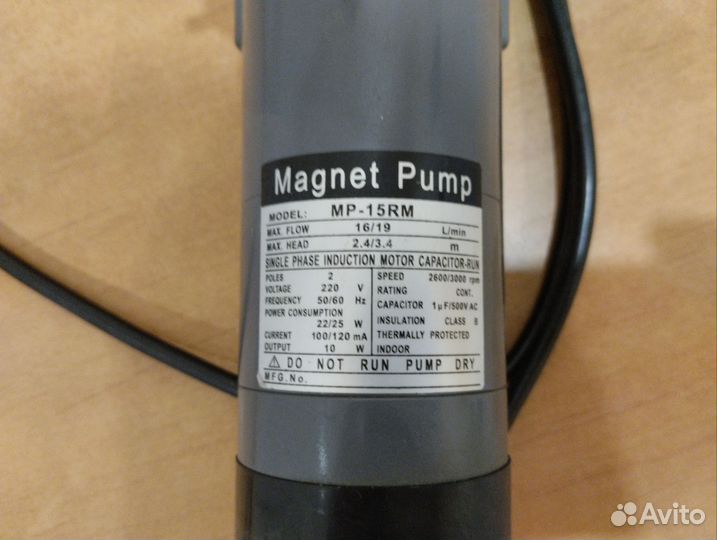 Magnet Pump
MODEL: MP-15RM
MAX. FLOW 16/19 L/min
MAX. HEAD 2.4/3.4 m
SINGLE PHASE INDUCTION MOTOR CAPACITOR-RUN
POLES 2
VOLTAGE 220 V
FREQUENCY 50/60 Hz
POWER CONSUMPTION
22/25 W
CURRENT 100/120 mA
OUTPUT 10 W
SPEED 2600/3000 rpm
RATING CONT.
CAPACITOR 1μF/500V AC
INSULATION CLASS B
THERMALLY PROTECTED
INDOOR
⚠ DO NOT RUN PUMP DRY
MFG.No.
Avito